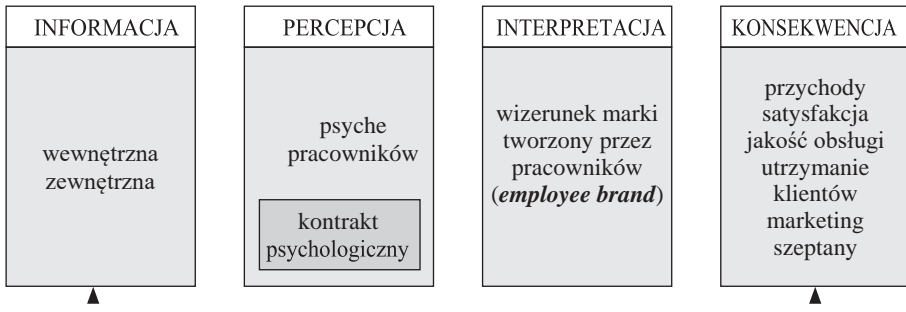 INFORMACJA
wewnętrzna
zewnętrzna
PERCEPCJA
psyche
pracowników
kontrakt
psychologiczny
INTERPRETACJA
wizerunek marki
tworzony przez
pracowników
(employee brand)
KONSEKWENCJA
przychody
satysfakcja
jakość obsługi
utrzymanie
klientów
marketing
szeptany